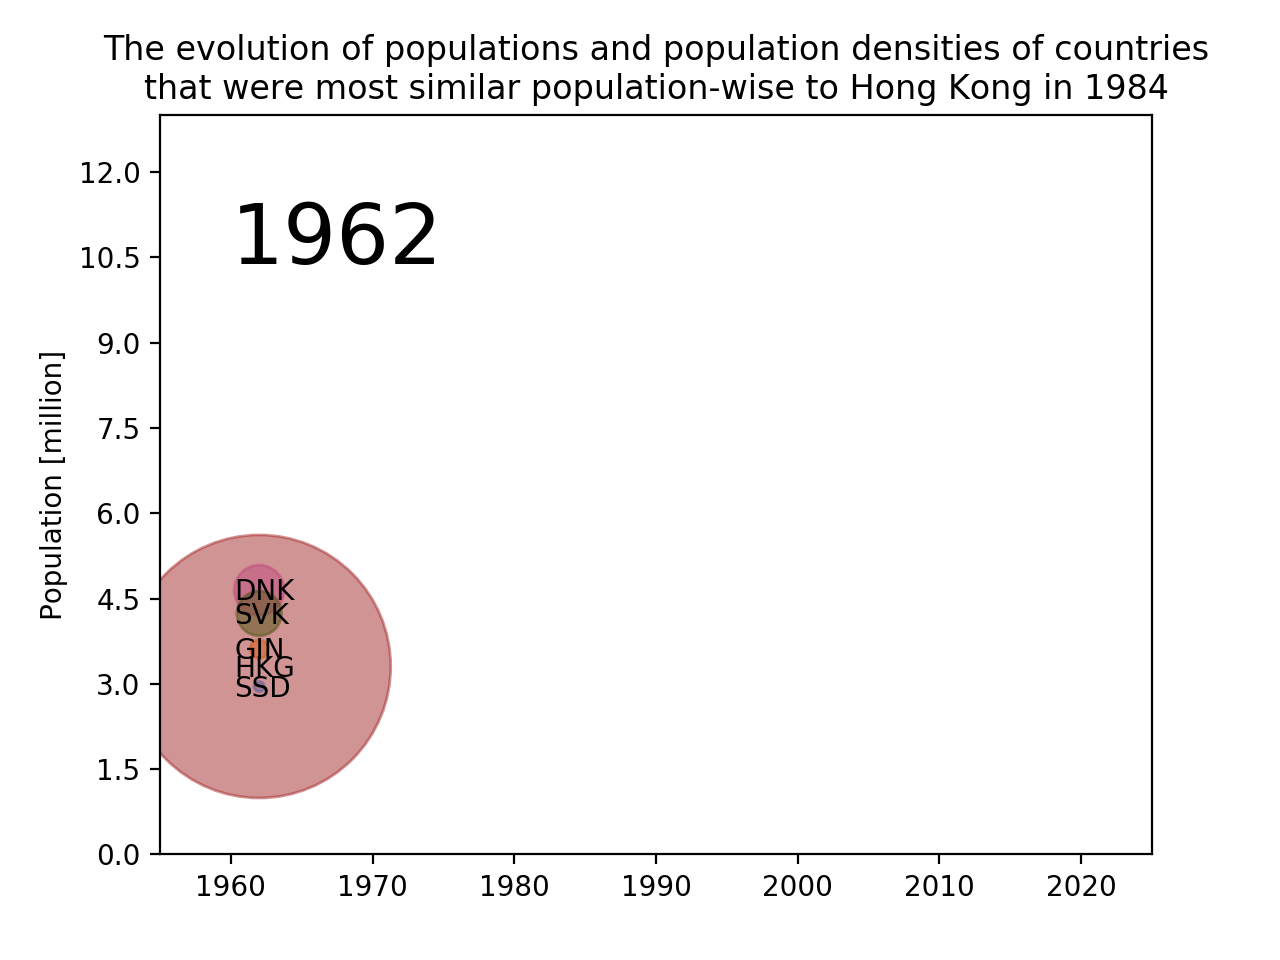 The evolution of populations and population densities of countries
that were most similar population-wise to Hong Kong in 1984
12.0
1962
10.5
9.0
Population [million]
7.5
6.0
DNK
4.5
SVK
GIN
HKG
3.0
SSD
1.5
0.0
1960 1970 1980 1990 2000 2010 2020